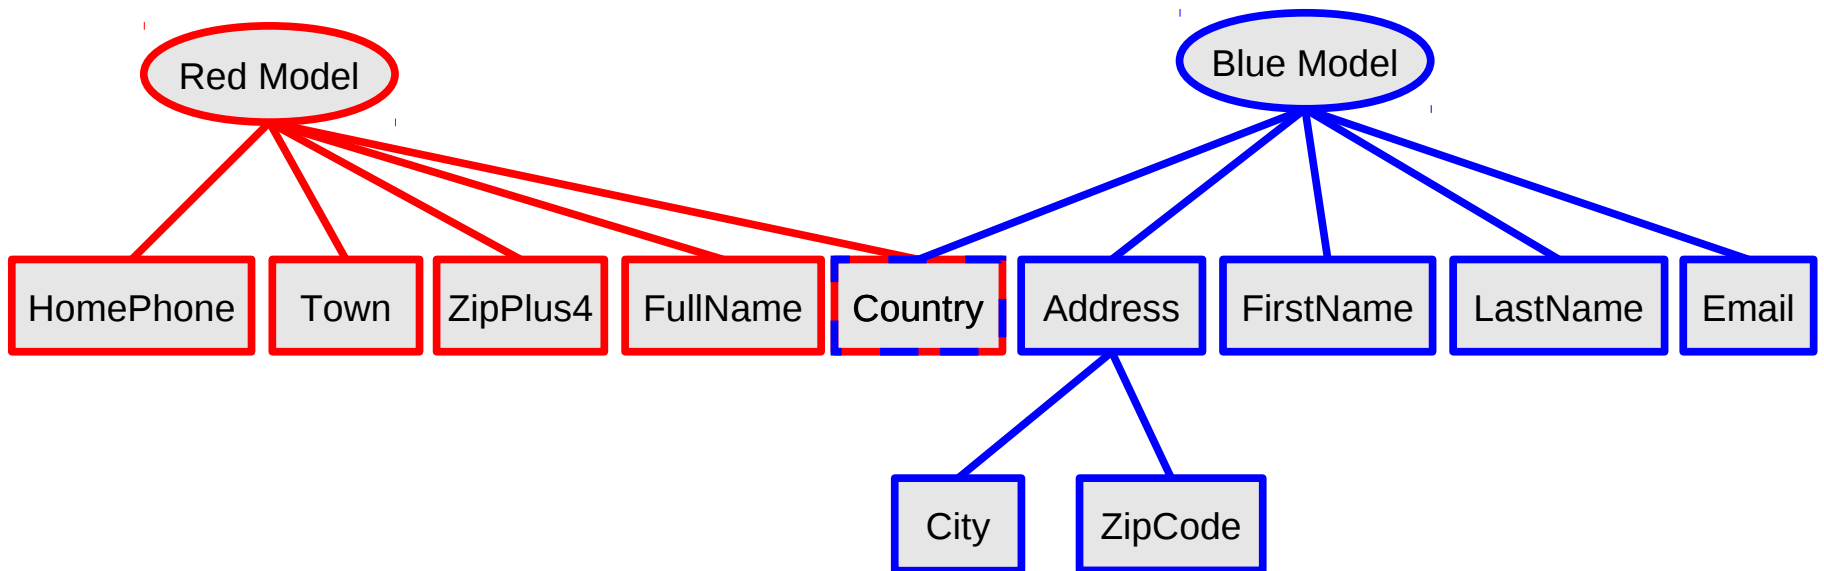 Red Model
Blue Model
HomePhone
Town
ZipPlus4
FullName
Country
Address
FirstName
LastName
Email
City
ZipCode